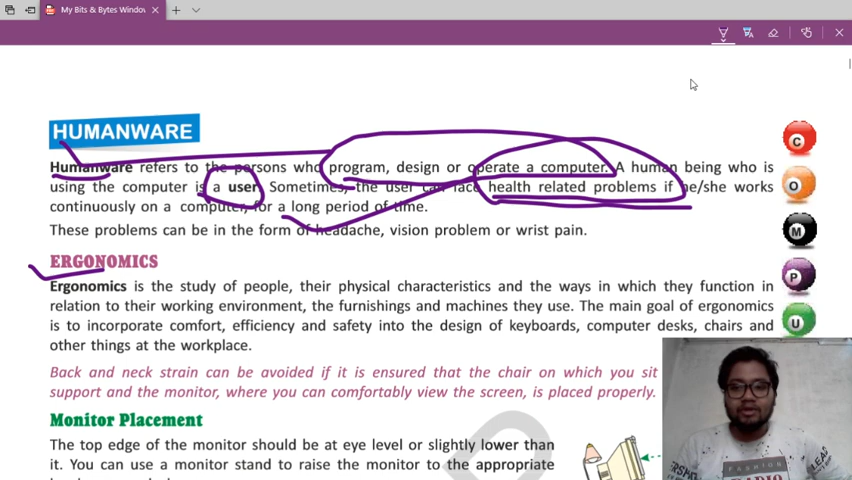 My Bits & Bytes Window
HUMANWARE
Humanware refers to the persons who program, design or operate a computer. A human being who is
using the computer is a user. Sometimes, the user can face health related problems if he/she works
continuously on a computer, for a long period of time.
These problems can be in the form of headache, vision problem or wrist pain.
ERGONOMICS
Ergonomics is the study of people, their physical characteristics and the ways in which they function in
relation to their working environment, the furnishings and machines they use. The main goal of ergonomics
is to incorporate comfort, efficiency and safety into the design of keyboards, computer desks, chairs and
other things at the workplace.
Back and neck strain can be avoided if it is ensured that the chair on which you sit
support and the monitor, where you can comfortably view the screen, is placed properly.
Monitor Placement
The top edge of the monitor should be at eye level or slightly lower than
it. You can use a monitor stand to raise the monitor to the appropriate
C
O
M
P
U
FASHION